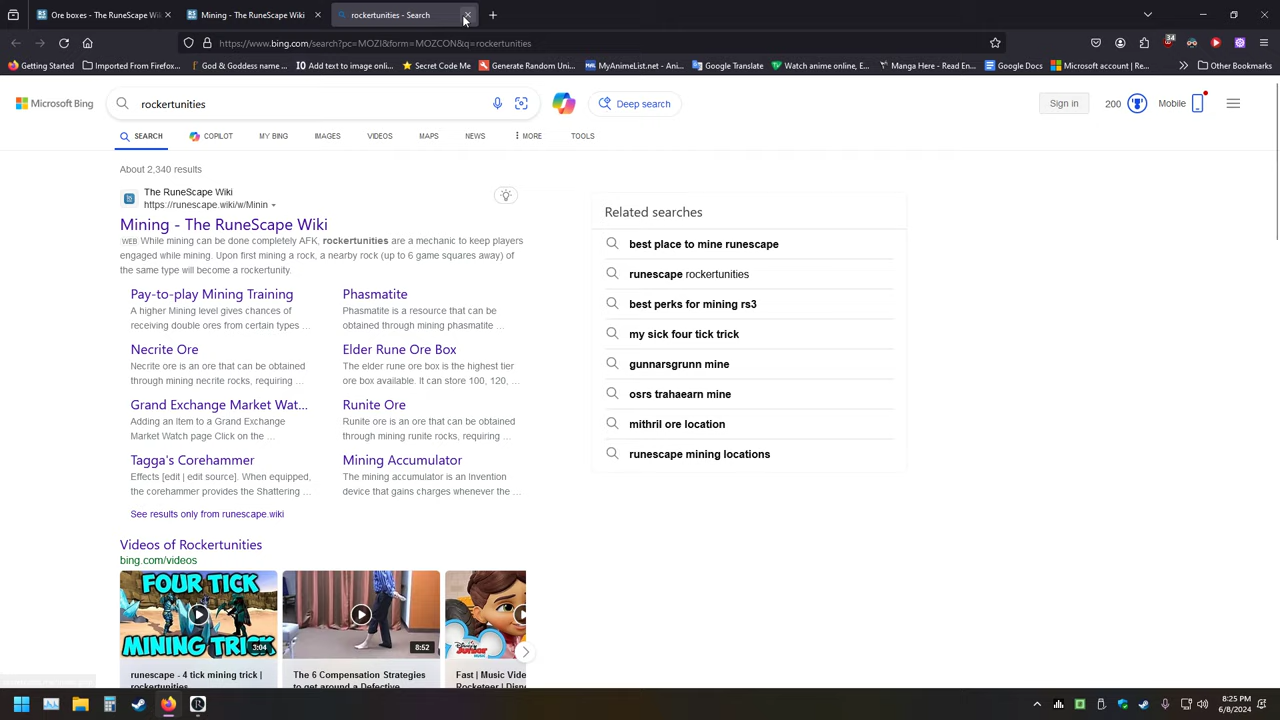 Ore boxes - The RuneScape Wiki
Mining - The RuneScape Wiki
rockertunities - Search
https://www.bing.com/search?pc=MOZI&form=MOZCON&q=rockertunities
34
Getting Started
Imported From Firefox...
God & Goddess name ...
Add text to image onli...
Secret Code Me
Generate Random Uni...
MyAnimeList.net - Ani...
Google Translate
Watch anime online, E...
Manga Here - Read En...
Google Docs
Microsoft account | Re...
Other Bookmarks
Microsoft Bing
rockertunities
Deep search
Sign in
200
Mobile
SEARCH
COPILOT
MY BING
IMAGES
VIDEOS
MAPS
NEWS
MORE
TOOLS
About 2,340 results
The RuneScape Wiki
https://runescape.wiki/w/Minin
Mining - The RuneScape Wiki
WEB While mining can be done completely AFK, rockertunities are a mechanic to keep players
engaged while mining. Upon first mining a rock, a nearby rock (up to 6 game squares away) of
the same type will become a rockertunity.
Pay-to-play Mining Training
A higher Mining level gives chances of
receiving double ores from certain types ...
Phasmatite
Phasmatite is a resource that can be
obtained through mining phasmatite ...
Necrite Ore
Necrite ore is an ore that can be obtained
through mining necrite rocks, requiring ...
Elder Rune Ore Box
The elder rune ore box is the highest tier
ore box available. It can store 100, 120, ...
Grand Exchange Market Wat...
Adding an Item to a Grand Exchange
Market Watch page Click on the ...
Runite Ore
Runite ore is an ore that can be obtained
through mining runite rocks, requiring ...
Tagga's Corehammer
Effects [edit | edit source]. When equipped,
the corehammer provides the Shattering ...
Mining Accumulator
The mining accumulator is an Invention
device that gains charges whenever the ...
See results only from runescape.wiki
Videos of Rockertunities
bing.com/videos
FOUR TICK
MINING TRICK
3:04
runescape - 4 tick mining trick |
rockertunities
8:52
The 6 Compensation Strategies
to get around a Defective
Disney
JUNIOR
MUSIC
Fast | Music Vide
Rocketeer | Disn
Related searches
best place to mine runescape
runescape rockertunities
best perks for mining rs3
my sick four tick trick
gunnarsgrunn mine
osrs trahaearn mine
mithril ore location
runescape mining locations
8:25 PM
6/8/2024